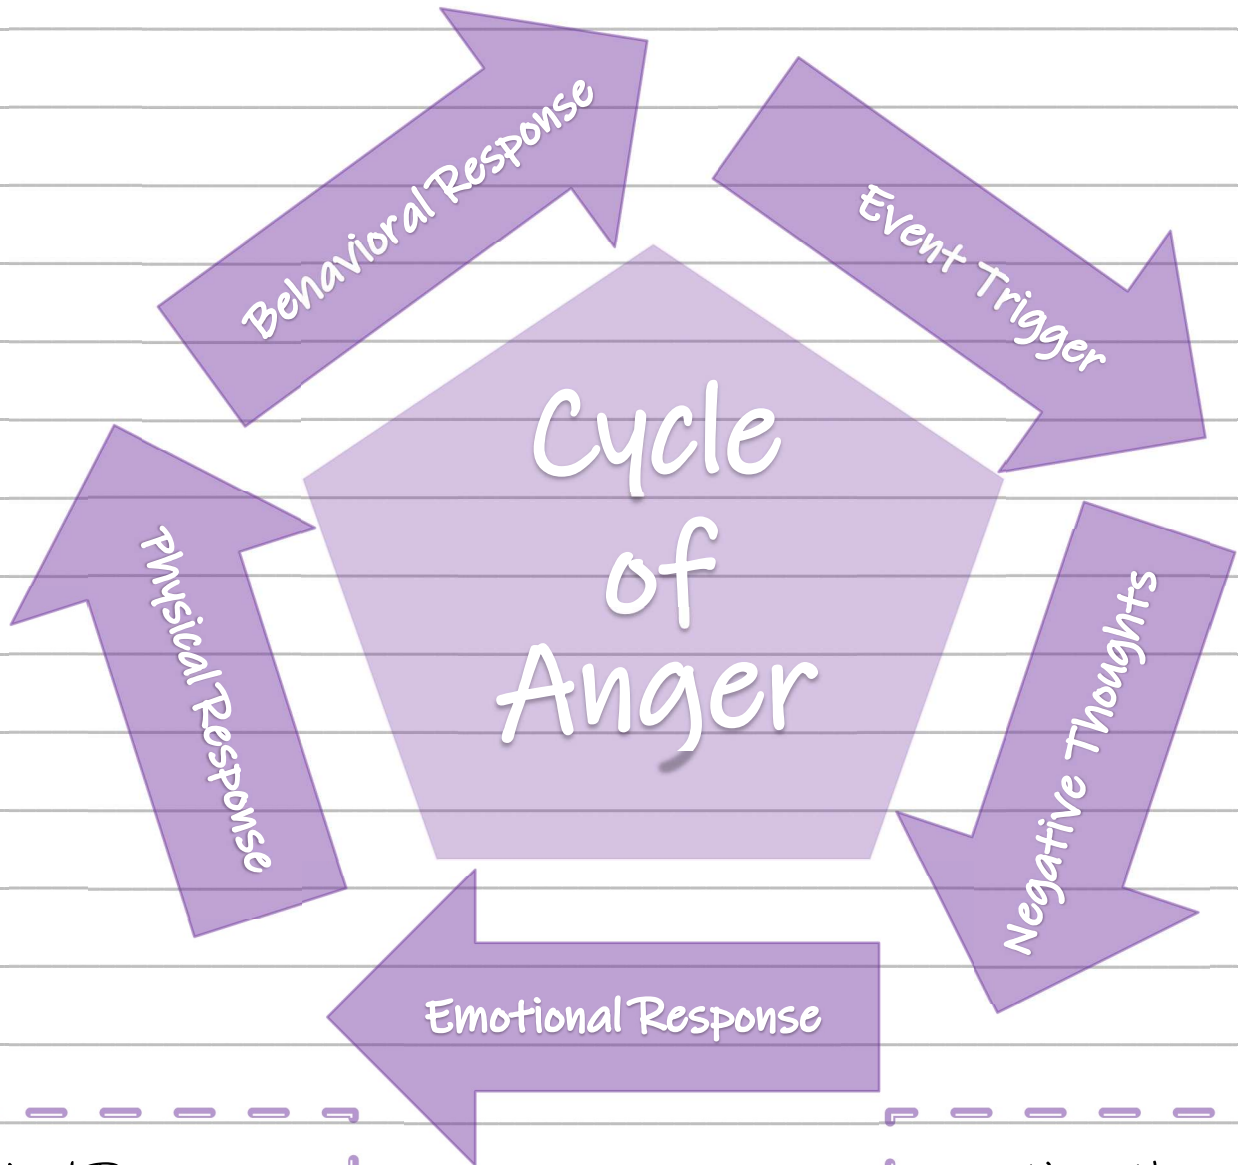 Behavioral Response
Event Trigger
Cycle
of
Anger
Physical Response
Negative Thoughts
Emotional Response